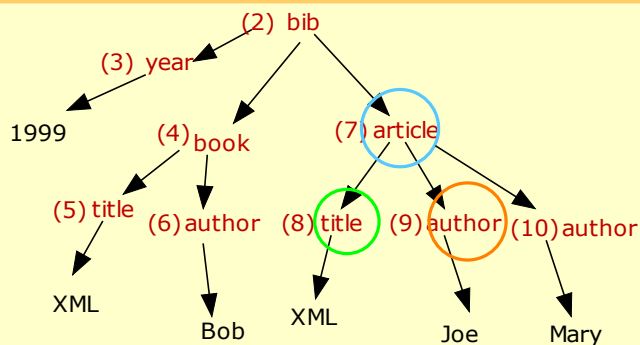 (2) bib
(3) year
1999
(4) book
(7) article
(5) title
(6) author
(8) title
(9) author
(10) author
XML
Bob
XML
Joe
Mary